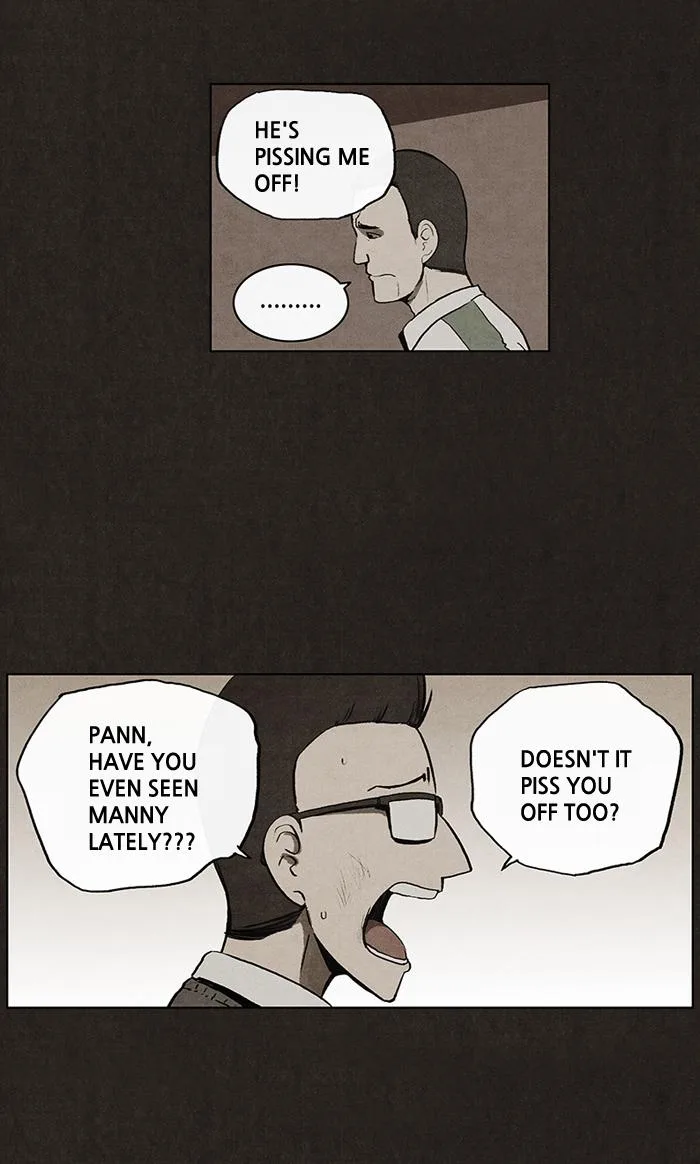 HE'S
PISSING ME
OFF!
.........
PANN,
HAVE YOU
EVEN SEEN
MANNY
LATELY???
DOESN'T IT
PISS YOU
OFF TOO?